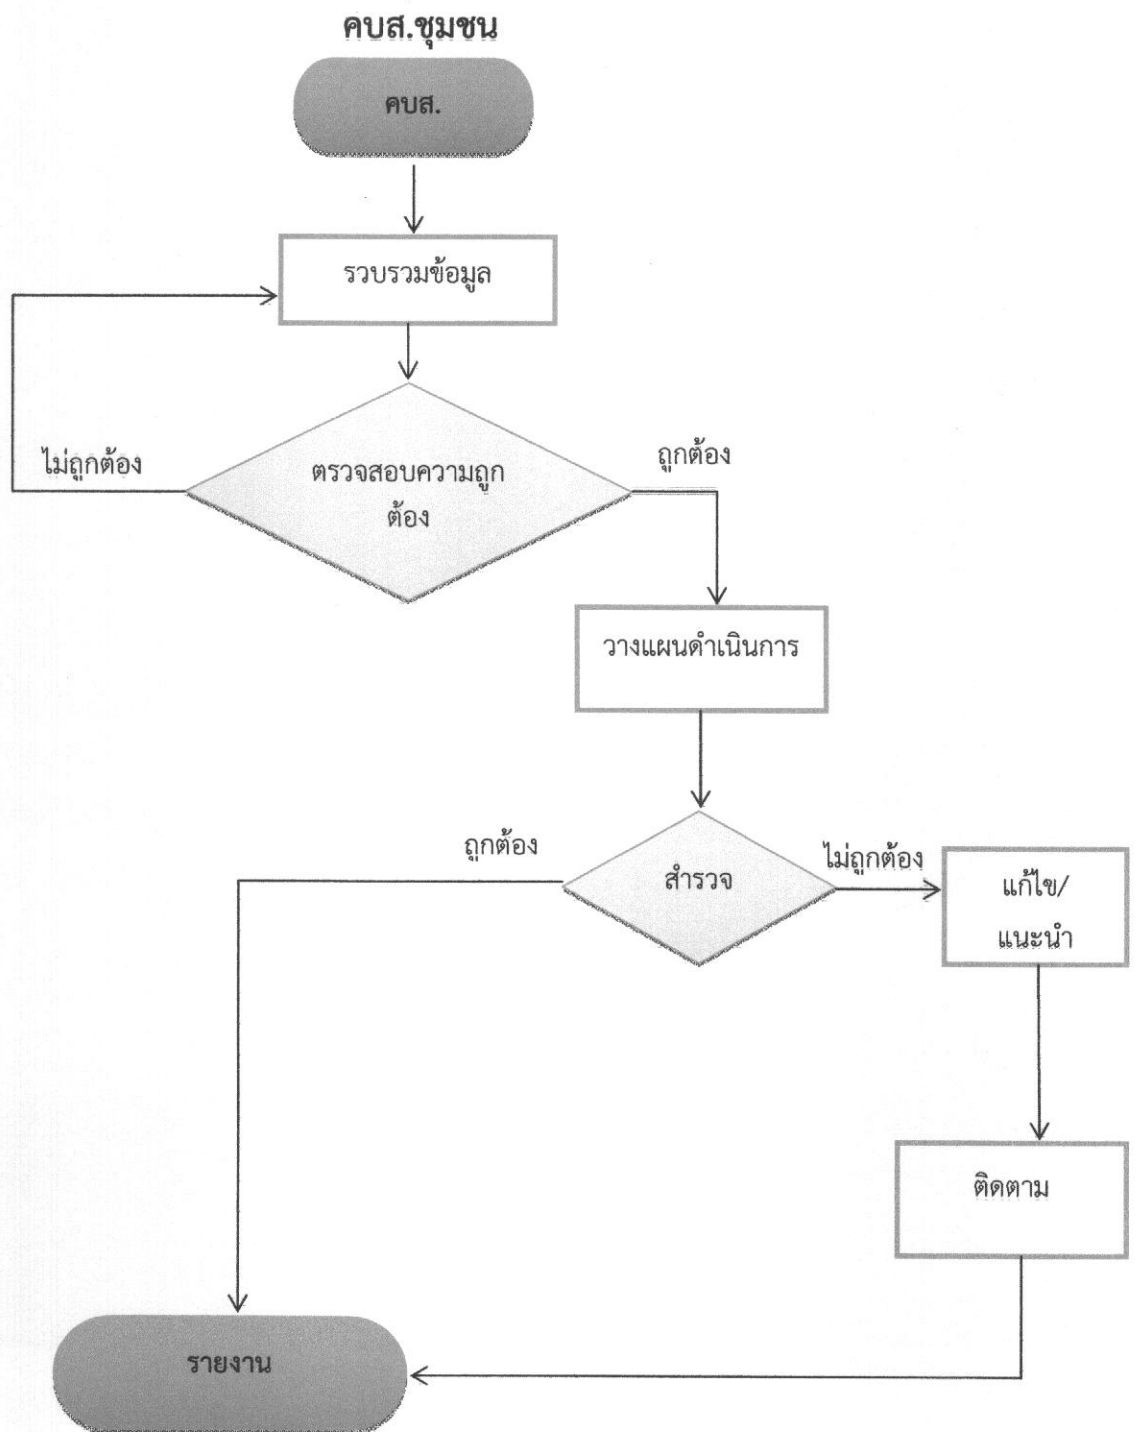 คบส.ชุมชน
คบส.
รวบรวมข้อมูล
ไม่ถูกต้อง
ตรวจสอบความถูก
ต้อง
ถูกต้อง
วางแผนดำเนินการ
ถูกต้อง
สำรวจ
ไม่ถูกต้อง
แก้ไข/
แนะนำ
ติดตาม
รายงาน